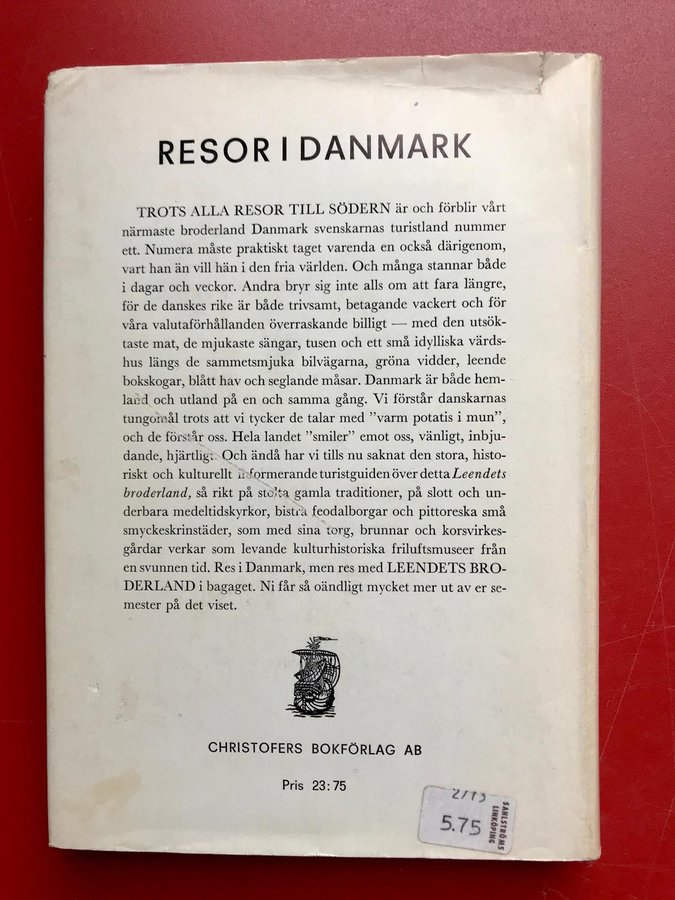 RESOR I DANMARK
TROTS ALLA RESOR TILL SÖDERN är och förblir vårt
närmaste broderland Danmark svenskarnas turistland nummer
ett. Numera måste praktiskt taget varenda en också därigenom,
vart han än vill hän i den fria världen. Och många stannar både
i dagar och veckor. Andra bryr sig inte alls om att fara längre,
för de danskes rike är både trivsamt, betagande vackert och för
våra valutaförhållanden överraskande billigt — med den utsök-
taste mat, de mjukaste sängar, tusen och ett små idylliska värds-
hus längs de sammetsmjuka bilvägarna, gröna vidder, leende
bokskogar, blått hav och seglande måsar. Danmark är både hem-
land och utland på en och samma gång. Vi förstår danskarnas
tungomål trots att vi tycker de talar med ”varm potatis i mun”,
och de förstår oss. Hela landet ”smiler” emot oss, vänligt, inbju-
dande, hjärtligt. Och ändå har vi tills nu saknat den stora, histo-
riskt och kulturellt informerande turistguiden över detta Leendets
broderland, så rikt på stolta gamla traditioner, på slott och un-
derbara medeltidskyrkor, bistra feodalborgar och pittoreska små
smyckeskrinstäder, som med sina torg, brunnar och korsvirkes-
gårdar verkar som levande kulturhistoriska friluftsmuseer från
en svunnen tid. Res i Danmark, men res med LEENDETS BRO-
DERLAND i bagaget. Ni får så oändligt mycket mer ut av er se-
mester på det viset.
CHRISTOFERS BOKFÖRLAG AB
Pris 23:75
5.75
SAHLSTRÖMS
LINKÖPING